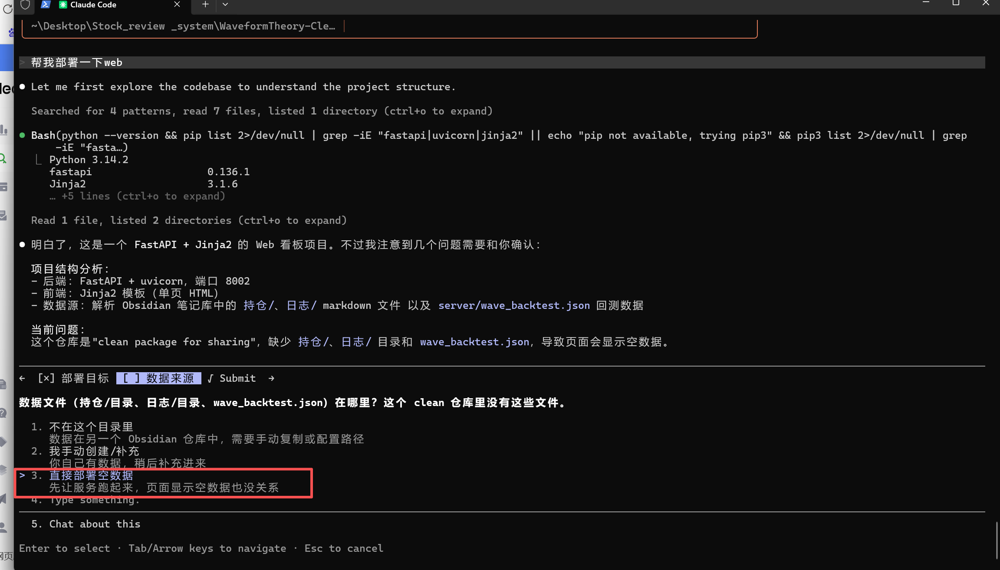 Claude Code
~\Desktop\Stock_review _system\WaveformTheory-Cle…
> 帮我部署一下web
● Let me first explore the codebase to understand the project structure.
Searched for 4 patterns, read 7 files, listed 1 directory (ctrl+o to expand)
● Bash(python --version && pip list 2>/dev/null | grep -iE "fastapi|uvicorn|jinja2" || echo "pip not available, trying pip3" && pip3 list 2>/dev/null | grep
-iE "fasta…)
Python 3.14.2
fastapi 0.136.1
Jinja2 3.1.6
… +5 lines (ctrl+o to expand)
Read 1 file, listed 2 directories (ctrl+o to expand)
● 明白了，这是一个 FastAPI + Jinja2 的 Web 看板项目。不过我注意到几个问题需要和你确认：
项目结构分析：
- 后端：FastAPI + uvicorn，端口 8002
- 前端：Jinja2 模板（单页 HTML）
- 数据源：解析 Obsidian 笔记库中的 持仓/、日志/ markdown 文件 以及 server/wave_backtest.json 回测数据
当前问题：
这个仓库是"clean package for sharing"，缺少 持仓/、日志/ 目录和 wave_backtest.json，导致页面会显示空数据。
← [×] 部署目标 [ ] 数据来源 √ Submit →
数据文件（持仓/目录、日志/目录、wave_backtest.json）在哪里？这个 clean 仓库里没有这些文件。
1. 不在这个目录里
数据在另一个 Obsidian 仓库中，需要手动复制或配置路径
2. 我手动创建/补充
你自己有数据，稍后补充进来
> 3. 直接部署空数据
先让服务跑起来，页面显示空数据也没关系
4. Type something.
5. Chat about this
Enter to select · Tab/Arrow keys to navigate · Esc to cancel